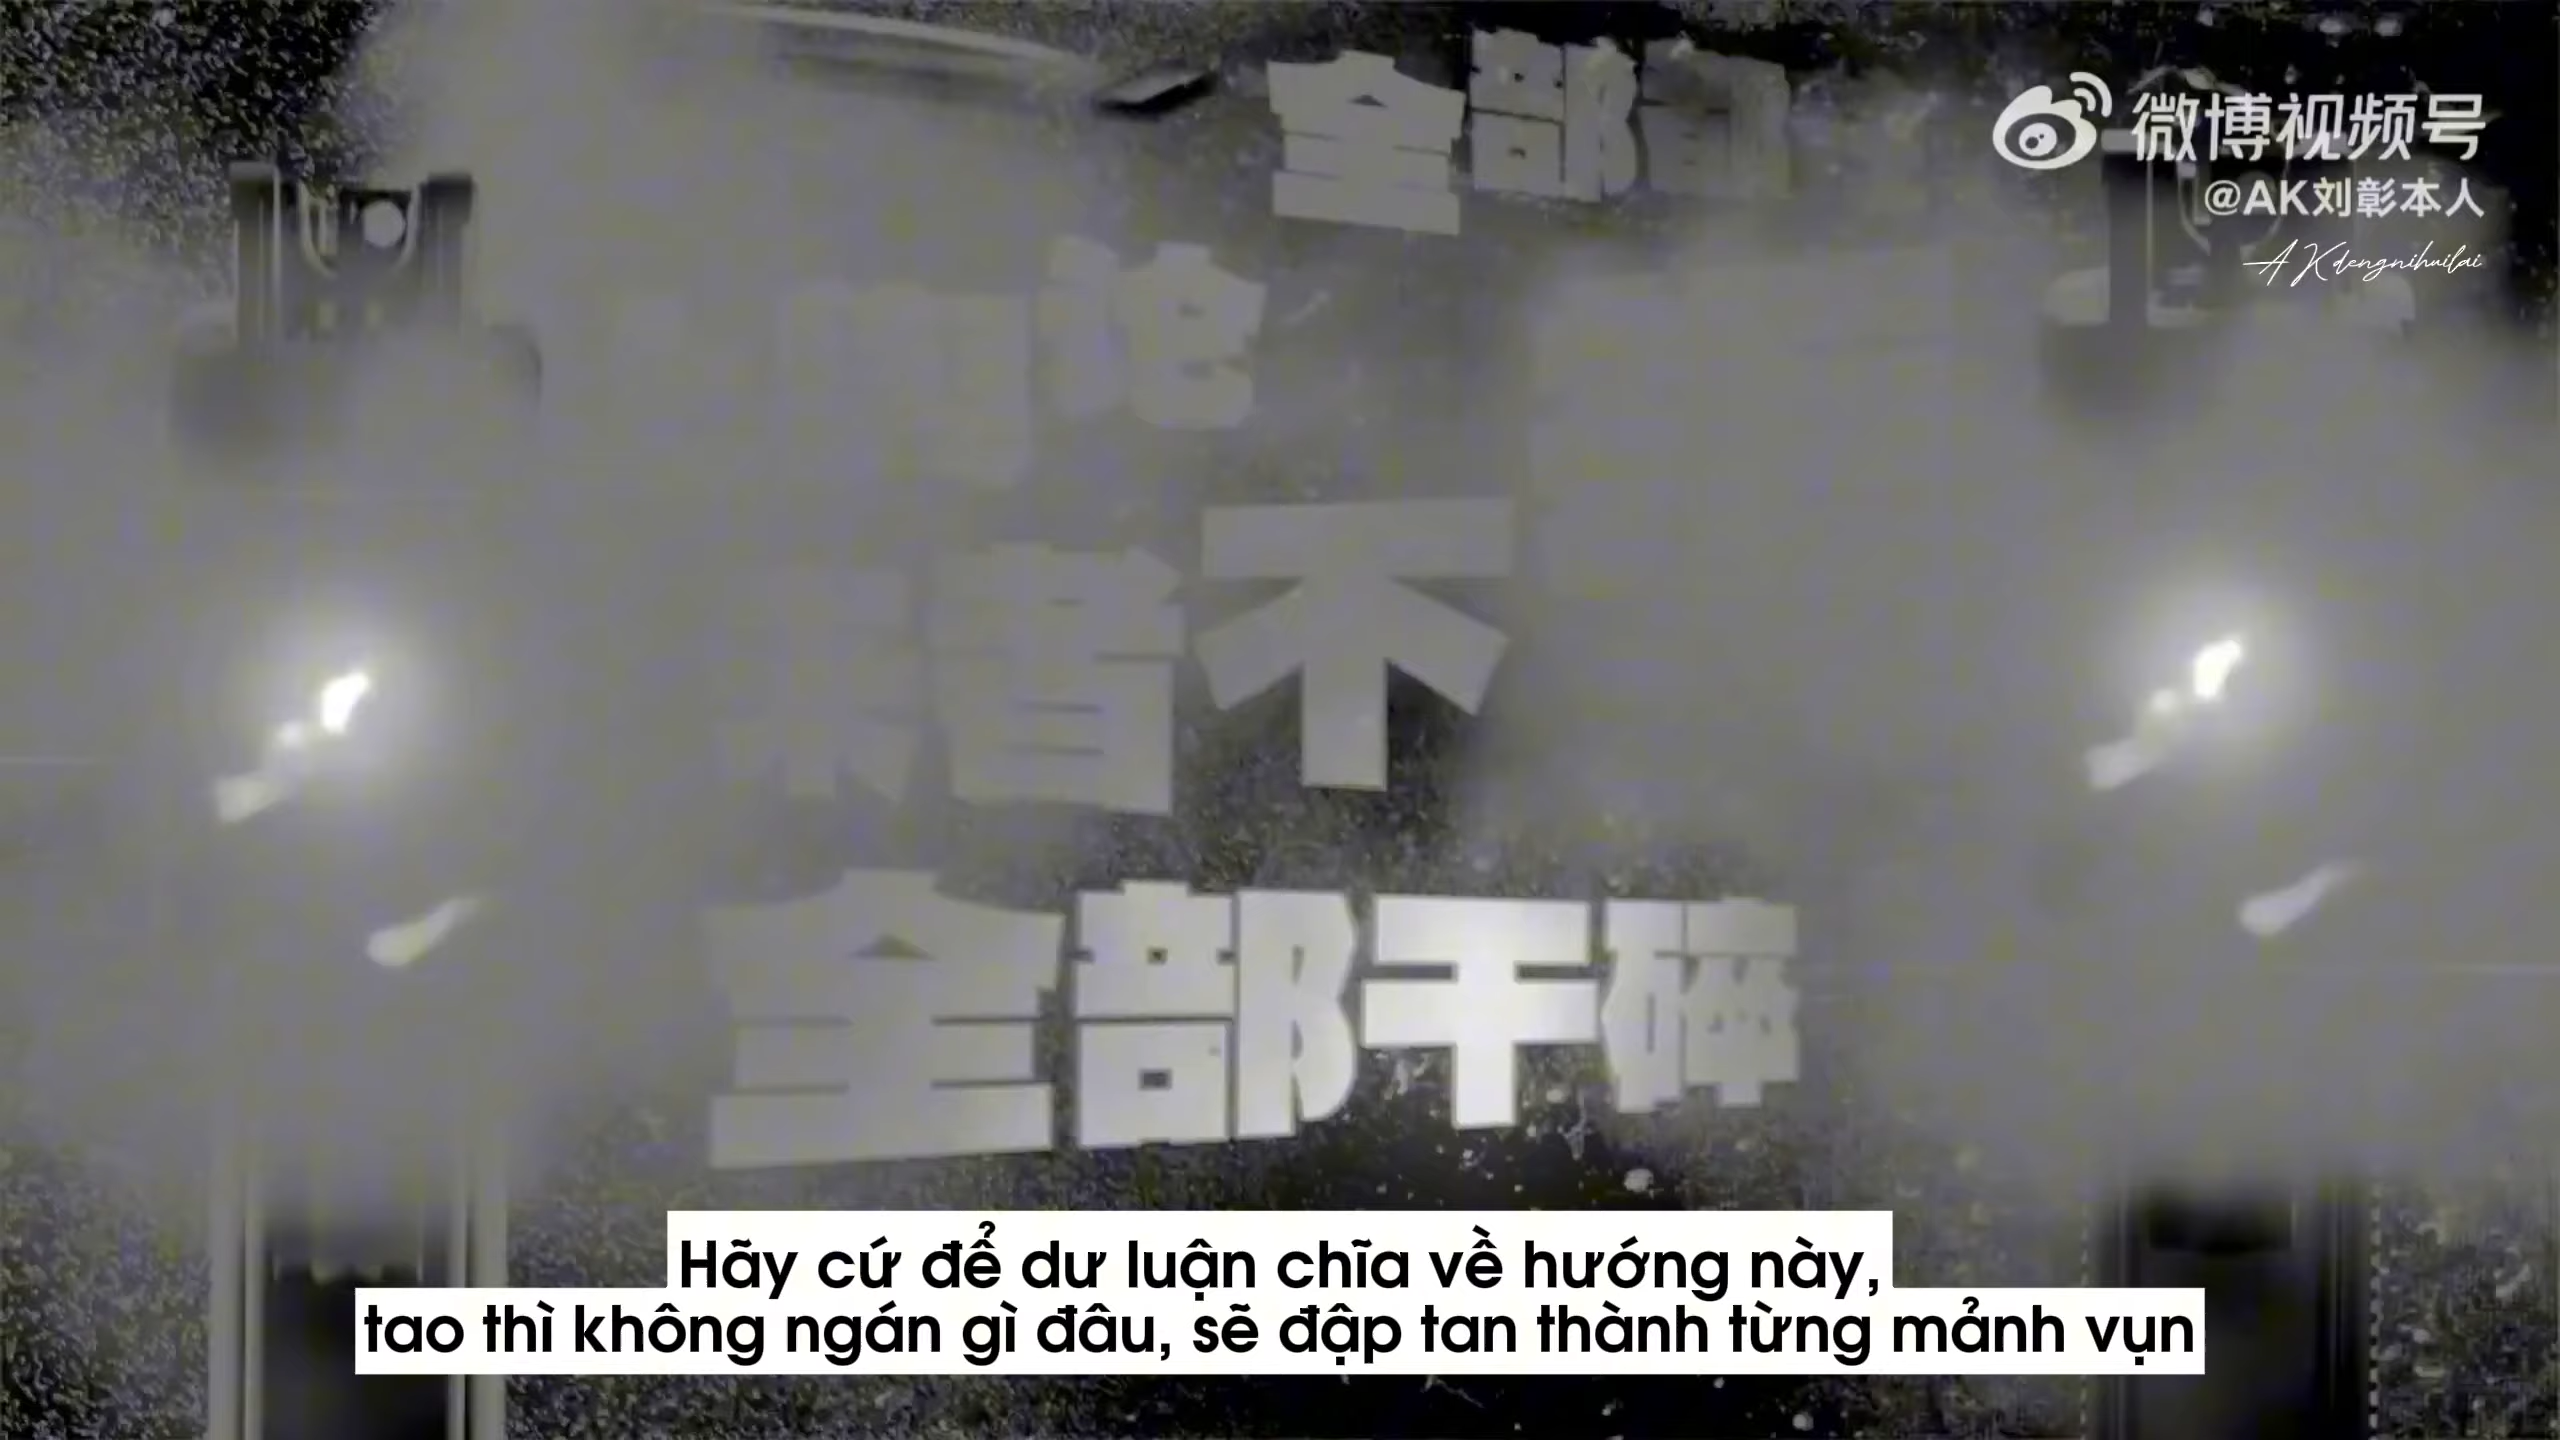 全部
微博视频号
@AK刘彰本人
AKdengnihuilai
不
全部干碎
Hãy cứ để dư luận chĩa về hướng này,
tao thì không ngán gì đâu, sẽ đập tan thành từng mảnh vụn